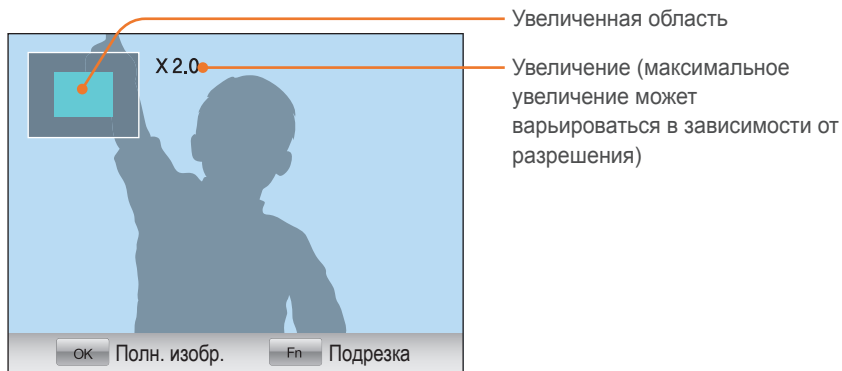 Увеличенная область
X 2.0
Увеличение (максимальное
увеличение может
варьироваться в зависимости от
разрешения)
OK Полн. изобр. Fn Подрезка